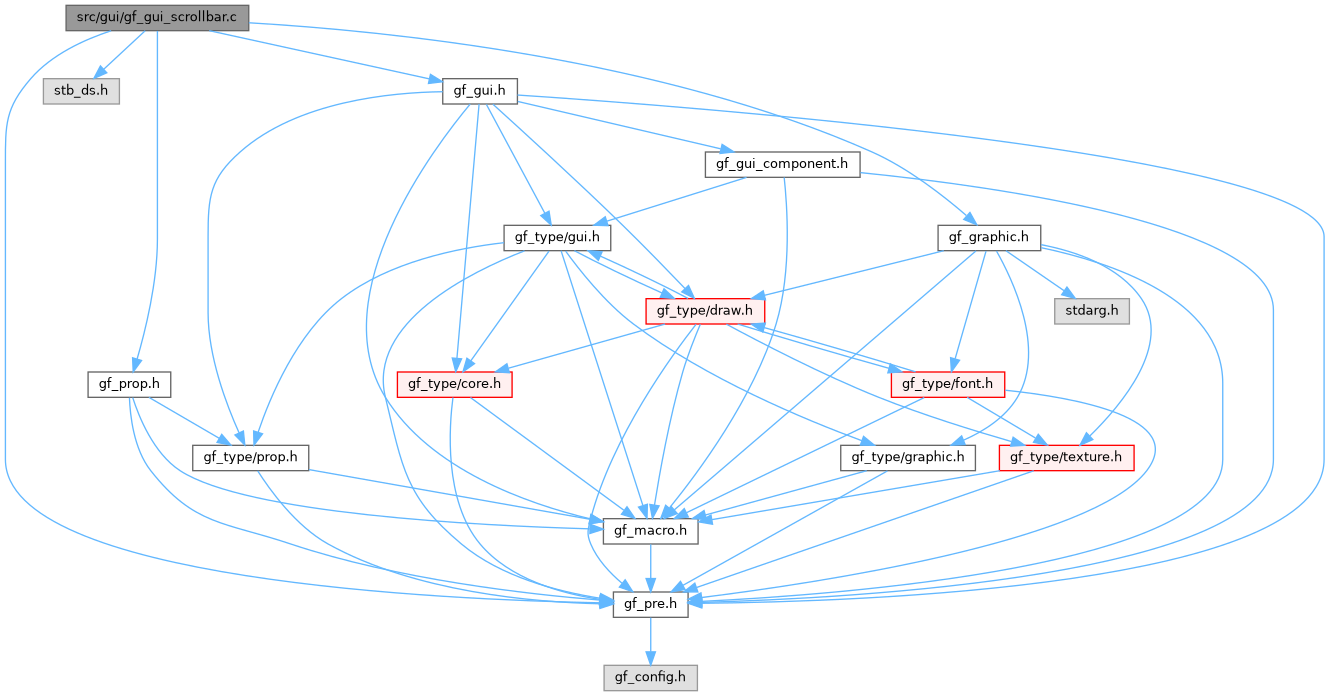 src/gui/gf_gui_scrollbar.c
stb_ds.h
gf_gui.h
gf_gui_component.h
gf_type/gui.h
gf_graphic.h
gf_type/draw.h
stdarg.h
gf_prop.h
gf_type/core.h
gf_type/font.h
gf_type/prop.h
gf_type/graphic.h
gf_type/texture.h
gf_macro.h
gf_pre.h
gf_config.h